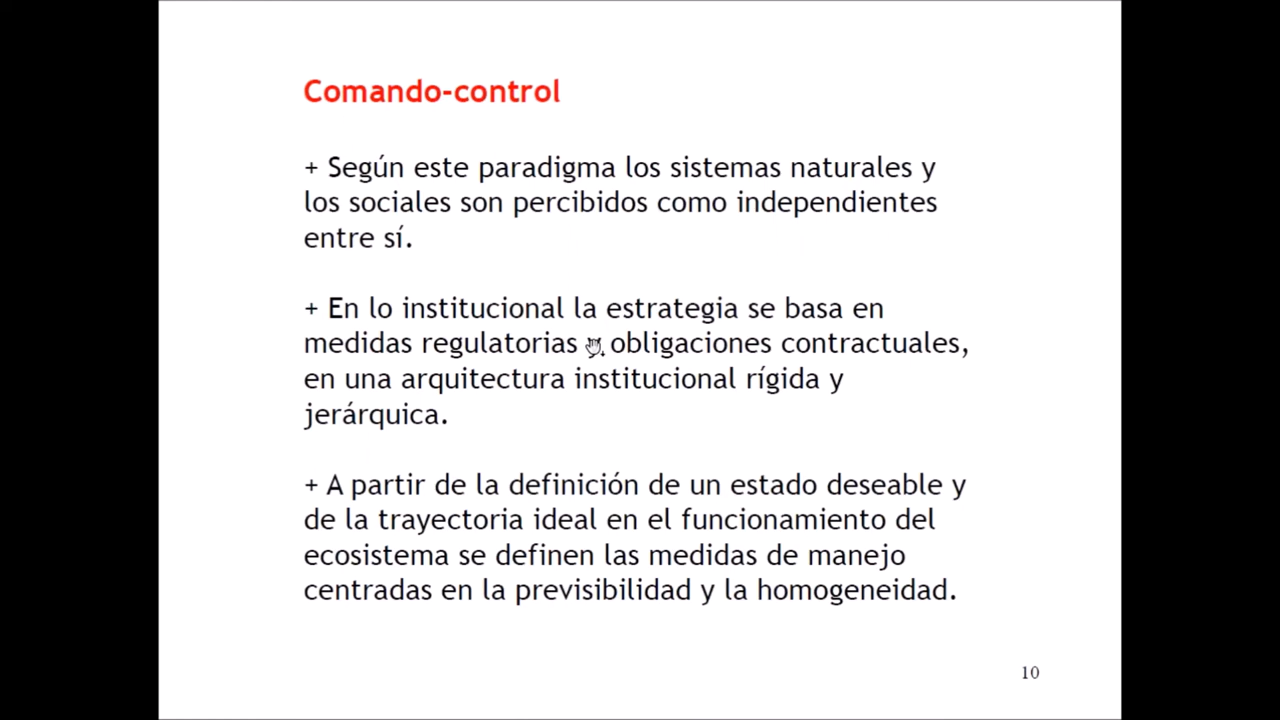 Comando-control
+ Según este paradigma los sistemas naturales y
los sociales son percibidos como independientes
entre sí.
+ En lo institucional la estrategia se basa en
medidas regulatorias obligaciones contractuales,
en una arquitectura institucional rígida y
jerárquica.
+ A partir de la definición de un estado deseable y
de la trayectoria ideal en el funcionamiento del
ecosistema se definen las medidas de manejo
centradas en la previsibilidad y la homogeneidad.
10